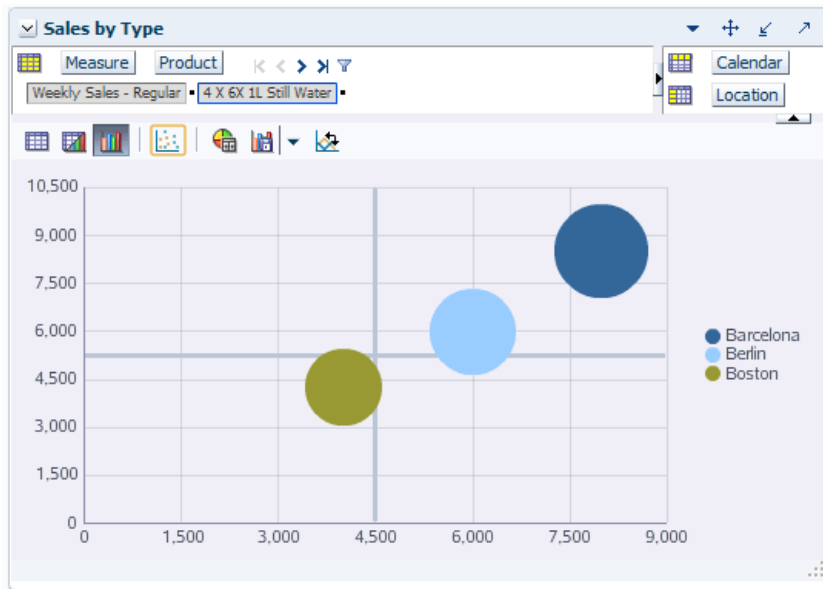 Sales by Type
Measure Product
Calendar
Weekly Sales - Regular 4 X 6X 1L Still Water
Location
10,500
9,000
7,500
6,000
4,500
3,000
1,500
0
0 1,500 3,000 4,500 6,000 7,500 9,000
Barcelona
Berlin
Boston